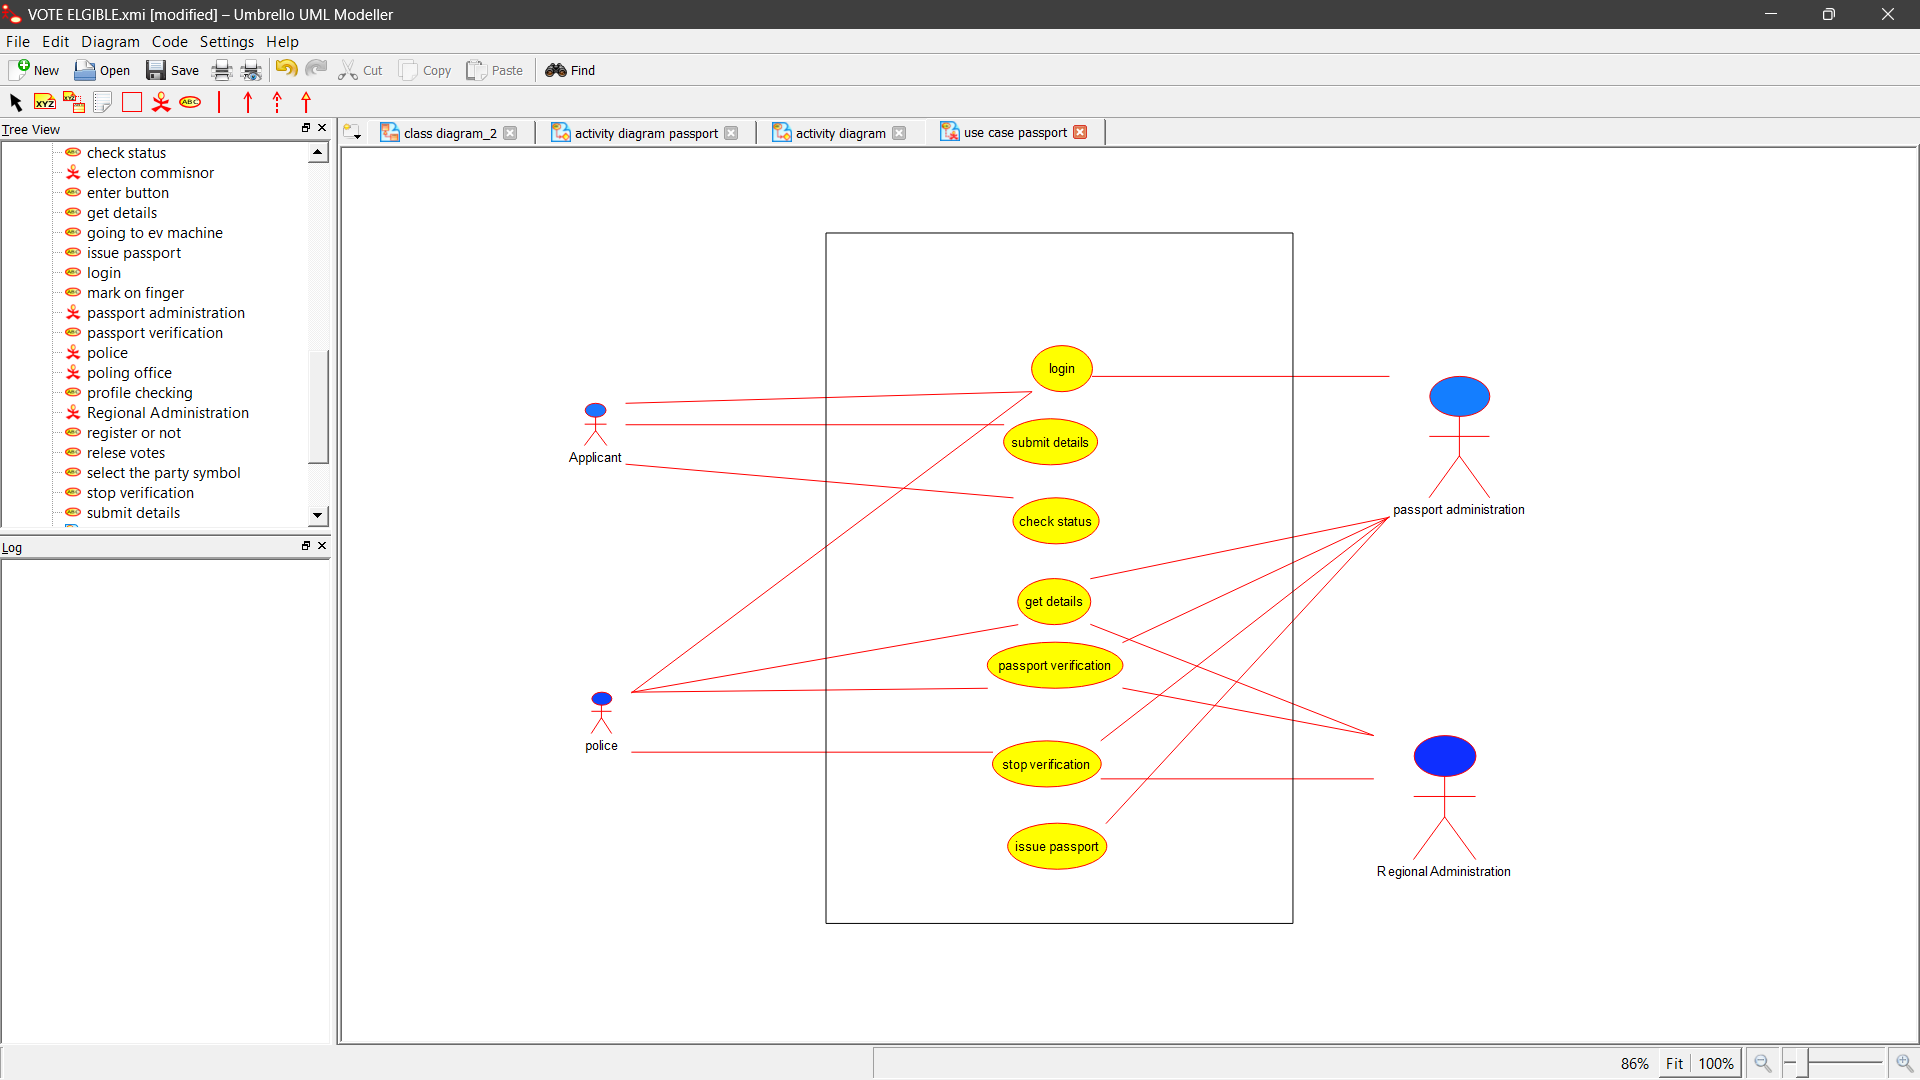 VOTE ELGIBLE.xmi [modified] – Umbrello UML Modeller
File Edit Diagram Code Settings Help
New Open Save Cut Copy Paste Find
XYZ XYZ ABC
Tree View
check status
electon commisnor
enter button
get details
going to ev machine
issue passport
login
mark on finger
passport administration
passport verification
police
poling office
profile checking
Regional Administration
register or not
relese votes
select the party symbol
stop verification
submit details
Log
class diagram_2 activity diagram passport activity diagram use case passport
login
submit details
Applicant
check status
passport administration
get details
passport verification
police
stop verification
issue passport
Regional Administration
86% Fit 100%